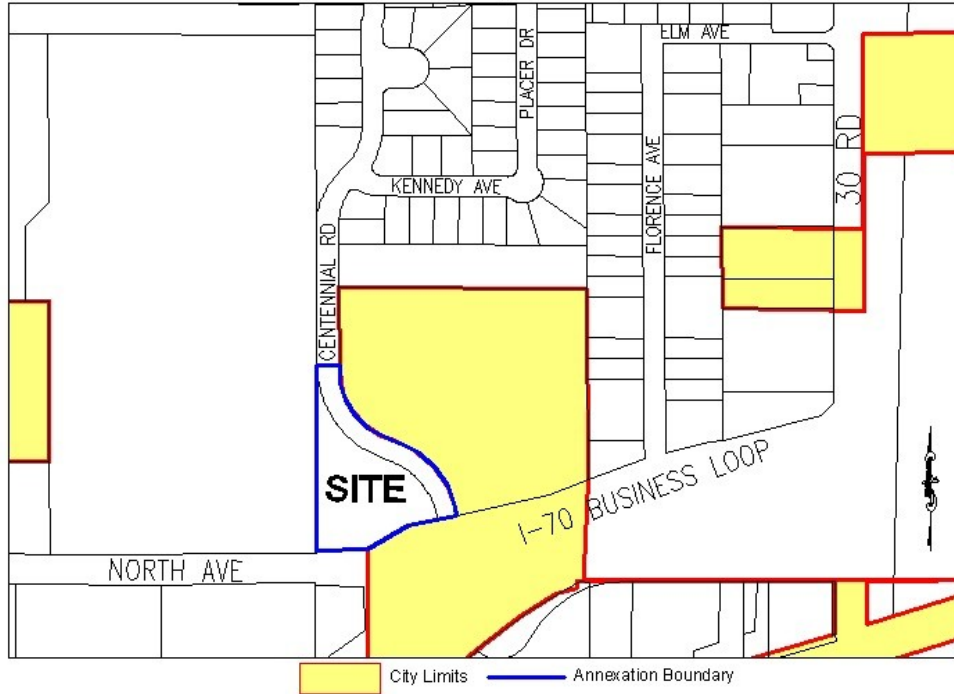 ELM AVE
PLACER DR
30 RD
KENNEDY AVE
FLORENCE AVE
CENTENNIAL RD
SITE
I-70 BUSINESS LOOP
NORTH AVE
City Limits
Annexation Boundary